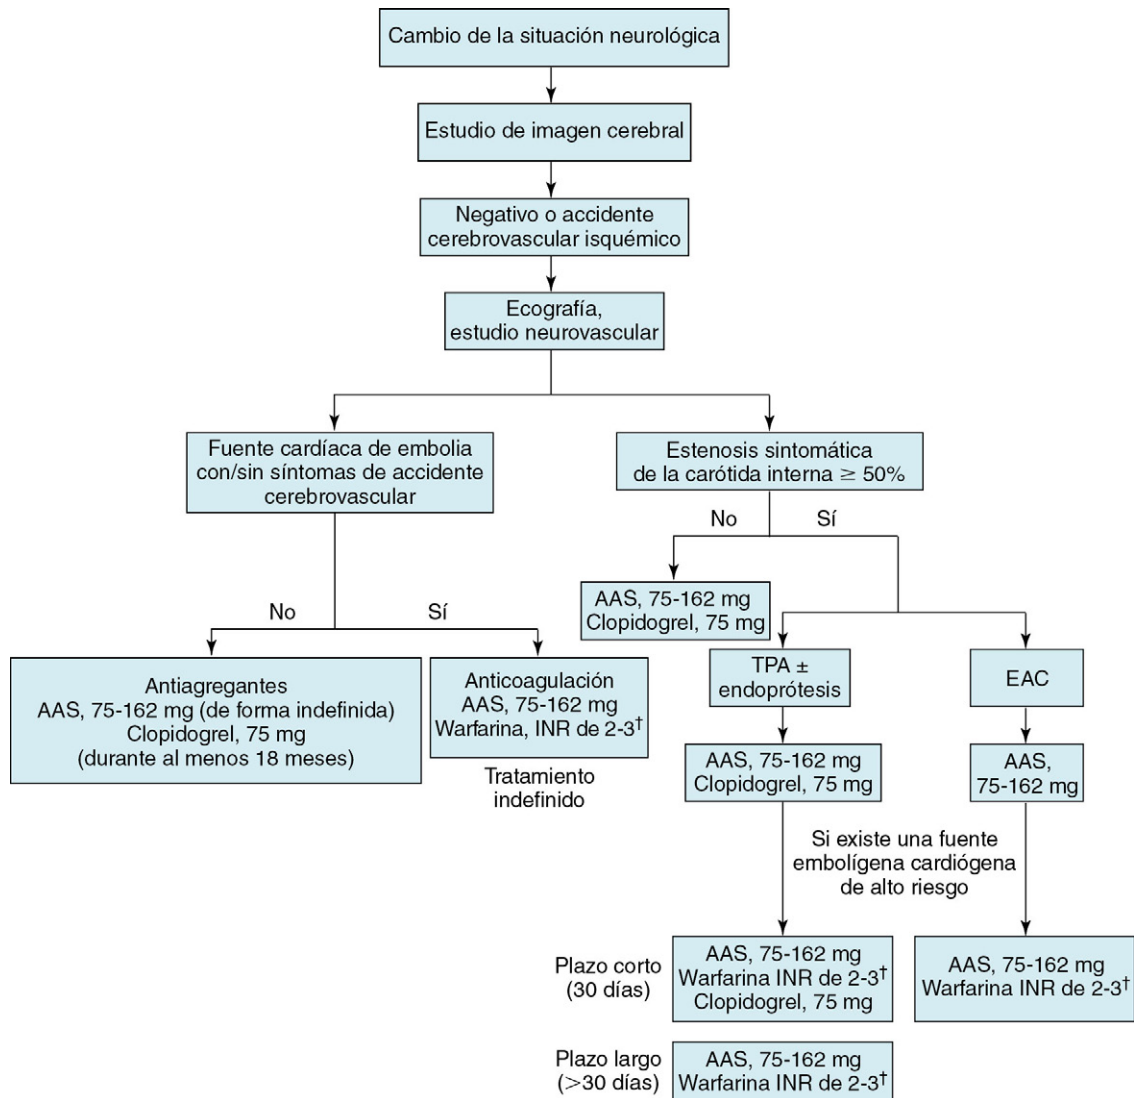 Cambio de la situación neurológica
Estudio de imagen cerebral
Negativo o accidente
cerebrovascular isquémico
Ecografía,
estudio neurovascular
Fuente cardíaca de embolia
con/sin síntomas de accidente
cerebrovascular
Estenosis sintomática
de la carótida interna ≥ 50%
No
Sí
AAS, 75-162 mg
Clopidogrel, 75 mg
No
Sí
Antiagregantes
AAS, 75-162 mg (de forma indefinida)
Clopidogrel, 75 mg
(durante al menos 18 meses)
Anticoagulación
AAS, 75-162 mg
Warfarina, INR de 2-3†
Tratamiento
indefinido
TPA ±
endoprótesis
EAC
AAS, 75-162 mg
Clopidogrel, 75 mg
AAS,
75-162 mg
Si existe una fuente
embolígena cardiógena
de alto riesgo
Plazo corto
(30 días)
AAS, 75-162 mg
Warfarina INR de 2-3†
Clopidogrel, 75 mg
AAS, 75-162 mg
Warfarina INR de 2-3†
Plazo largo
(>30 días)
AAS, 75-162 mg
Warfarina INR de 2-3†